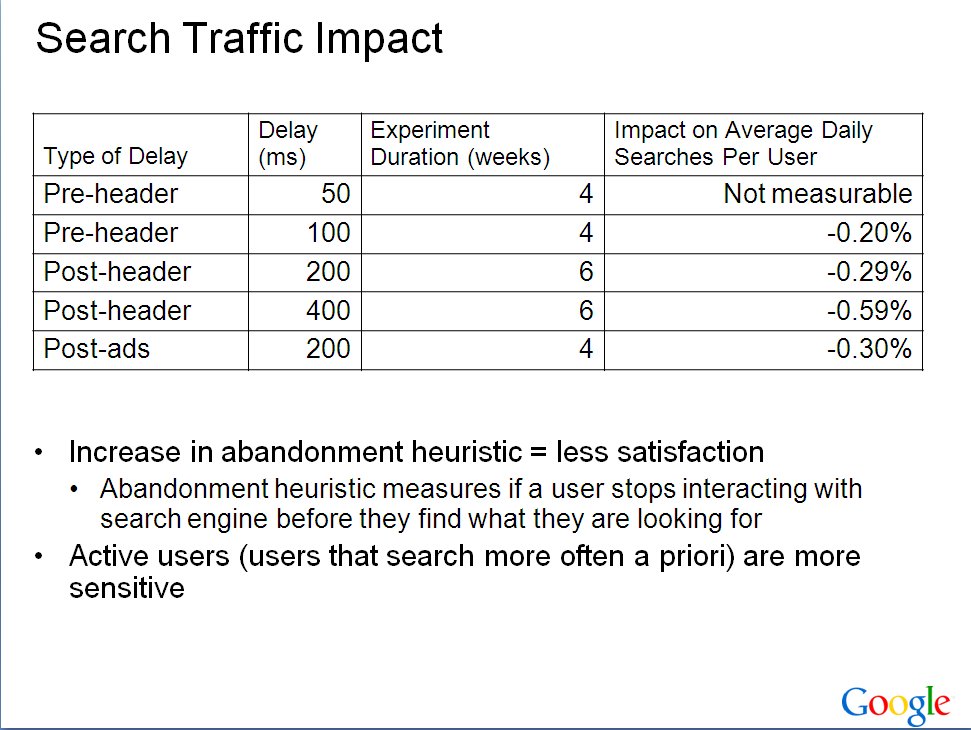 Search Traffic Impact
Type of Delay | Delay (ms) | Experiment Duration (weeks) | Impact on Average Daily Searches Per User
Pre-header | 50 | 4 | Not measurable
Pre-header | 100 | 4 | -0.20%
Post-header | 200 | 6 | -0.29%
Post-header | 400 | 6 | -0.59%
Post-ads | 200 | 4 | -0.30%
• Increase in abandonment heuristic = less satisfaction
• Abandonment heuristic measures if a user stops interacting with
search engine before they find what they are looking for
• Active users (users that search more often a priori) are more
sensitive
Google